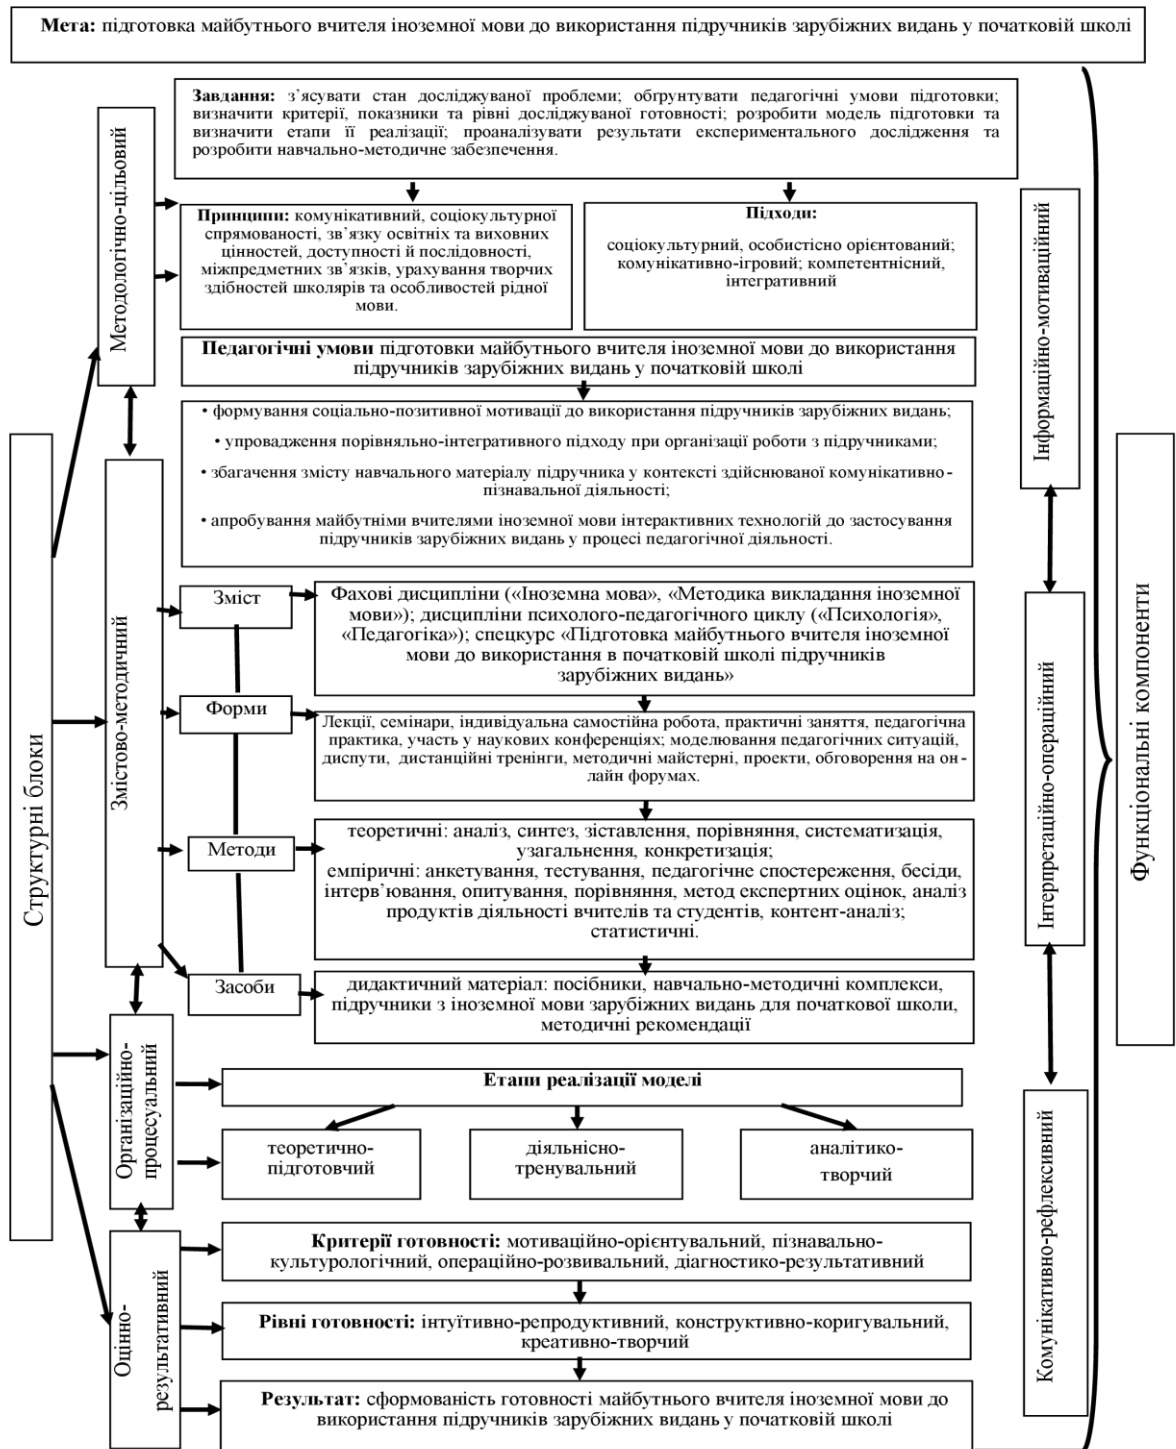 Мета: підготовка майбутнього вчителя іноземної мови до використання підручників зарубіжних видань у початковій школі
Завдання: з’ясувати стан досліджуваної проблеми; обґрунтувати педагогічні умови підготовки;
визначити критерії, показники та рівні досліджуваної готовності; розробити модель підготовки та
визначити етапи її реалізації; проаналізувати результати експериментального дослідження та
розробити навчально-методичне забезпечення.
Структурні блоки
Методологічно-цільовий
Принципи: комунікативний, соціокультурної
спрямованості, зв’язку освітніх та виховних
цінностей, доступності й послідовності,
міжпредметних зв’язків, урахування творчих
здібностей школярів та особливостей рідної
мови.
Підходи:
соціокультурний, особистісно орієнтований;
комунікативно-ігровий; компетентнісний,
інтегративний
Педагогічні умови підготовки майбутнього вчителя іноземної мови до використання
підручників зарубіжних видань у початковій школі
• формування соціально-позитивної мотивації до використання підручників зарубіжних видань;
• упровадження порівняльно-інтегративного підходу при організації роботи з підручниками;
• збагачення змісту навчального матеріалу підручника у контексті здійснюваної комунікативно-
пізнавальної діяльності;
• апробування майбутніми вчителями іноземної мови інтерактивних технологій до застосування
підручників зарубіжних видань у процесі педагогічної діяльності.
Змістово-методичний
Зміст
Фахові дисципліни («Іноземна мова», «Методика викладання іноземної
мови»); дисципліни психолого-педагогічного циклу («Психологія»,
«Педагогіка»); спецкурс «Підготовка майбутнього вчителя іноземної
мови до використання в початковій школі підручників
зарубіжних видань»
Форми
Лекції, семінари, індивідуальна самостійна робота, практичні заняття, педагогічна
практика, участь у наукових конференціях; моделювання педагогічних ситуацій,
диспути, дистанційні тренінги, методичні майстерні, проекти, обговорення на он-
лайн форумах.
Методи
теоретичні: аналіз, синтез, зіставлення, порівняння, систематизація,
узагальнення, конкретизація;
емпіричні: анкетування, тестування, педагогічне спостереження, бесіди,
інтерв’ювання, опитування, порівняння, метод експертних оцінок, аналіз
продуктів діяльності вчителів та студентів, контент-аналіз;
статистичні.
Засоби
дидактичний матеріал: посібники, навчально-методичні комплекси,
підручники з іноземної мови зарубіжних видань для початкової школи,
методичні рекомендації
Організаційно-
процесуальний
Етапи реалізації моделі
теоретично-
підготовчий
діяльнісно-
тренувальний
аналітико-
творчий
Оцінно-
результативний
Критерії готовності: мотиваційно-орієнтувальний, пізнавально-
культурологічний, операційно-розвивальний, діагностико-результативний
Рівні готовності: інтуїтивно-репродуктивний, конструктивно-коригувальний,
креативно-творчий
Результат: сформованість готовності майбутнього вчителя іноземної мови до
використання підручників зарубіжних видань у початковій школі
Інформаційно-мотиваційний
Інтерпретаційно-операційний
Комунікативно-рефлексивний
Функціональні компоненти